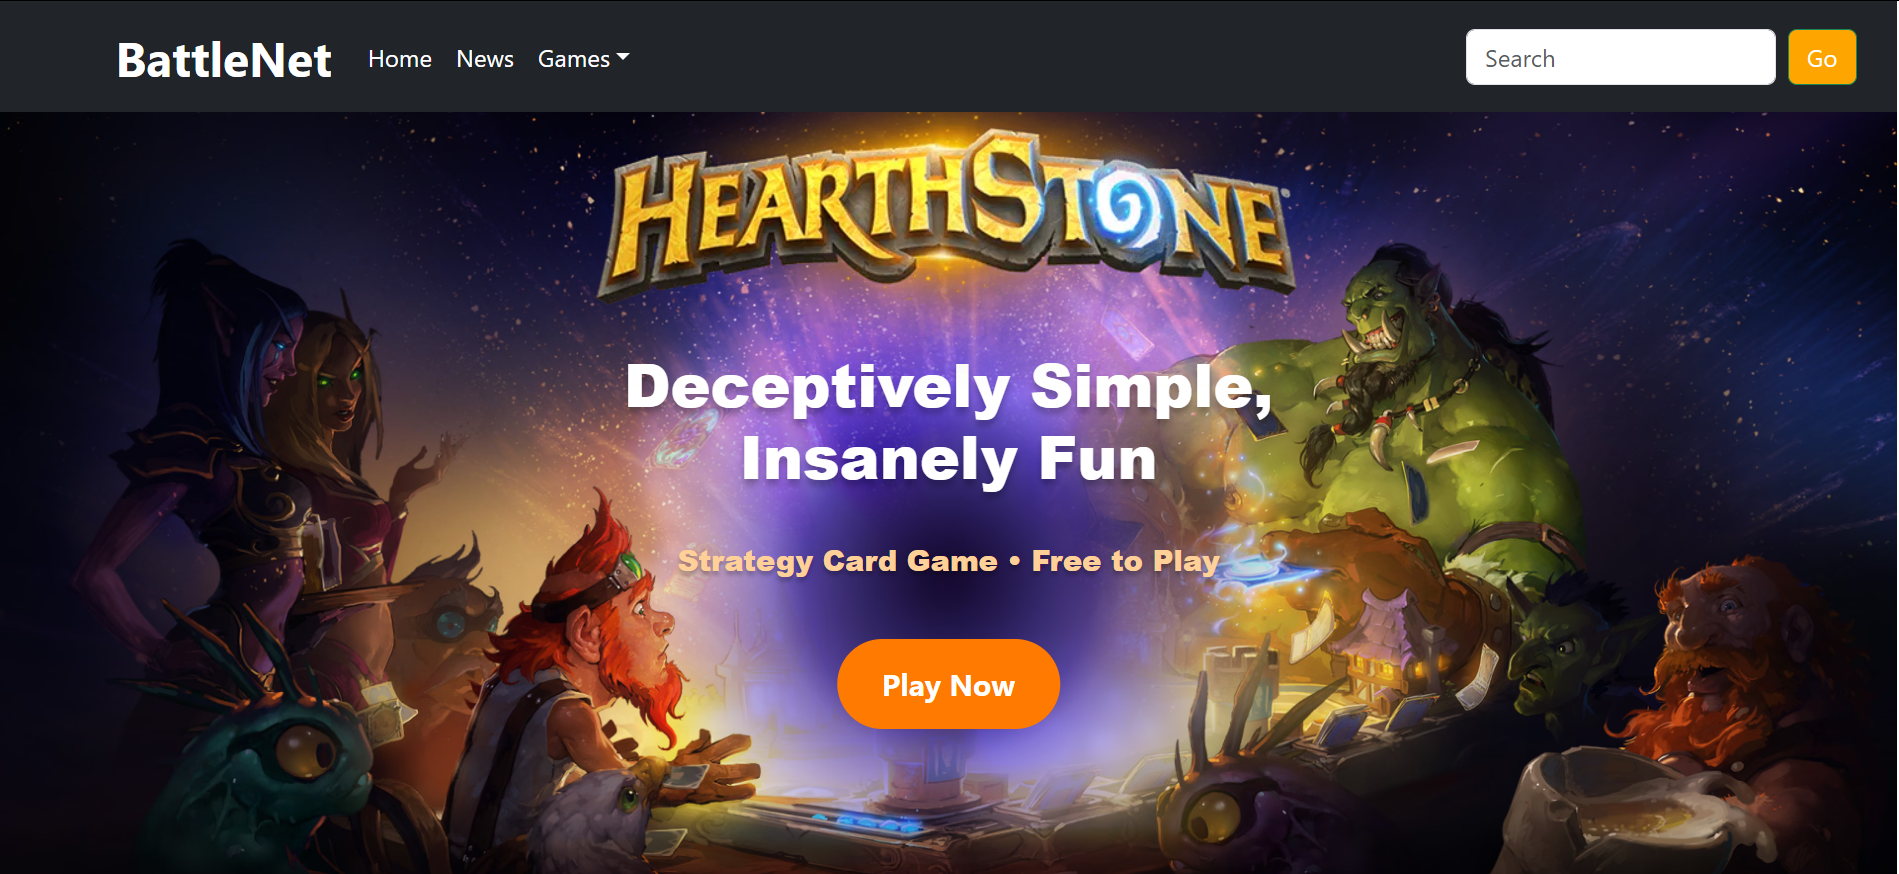 BattleNet
Home
News
Games
Search
Go
HEARTHSTONE
Deceptively Simple,
Insanely Fun
Strategy Card Game • Free to Play
Play Now